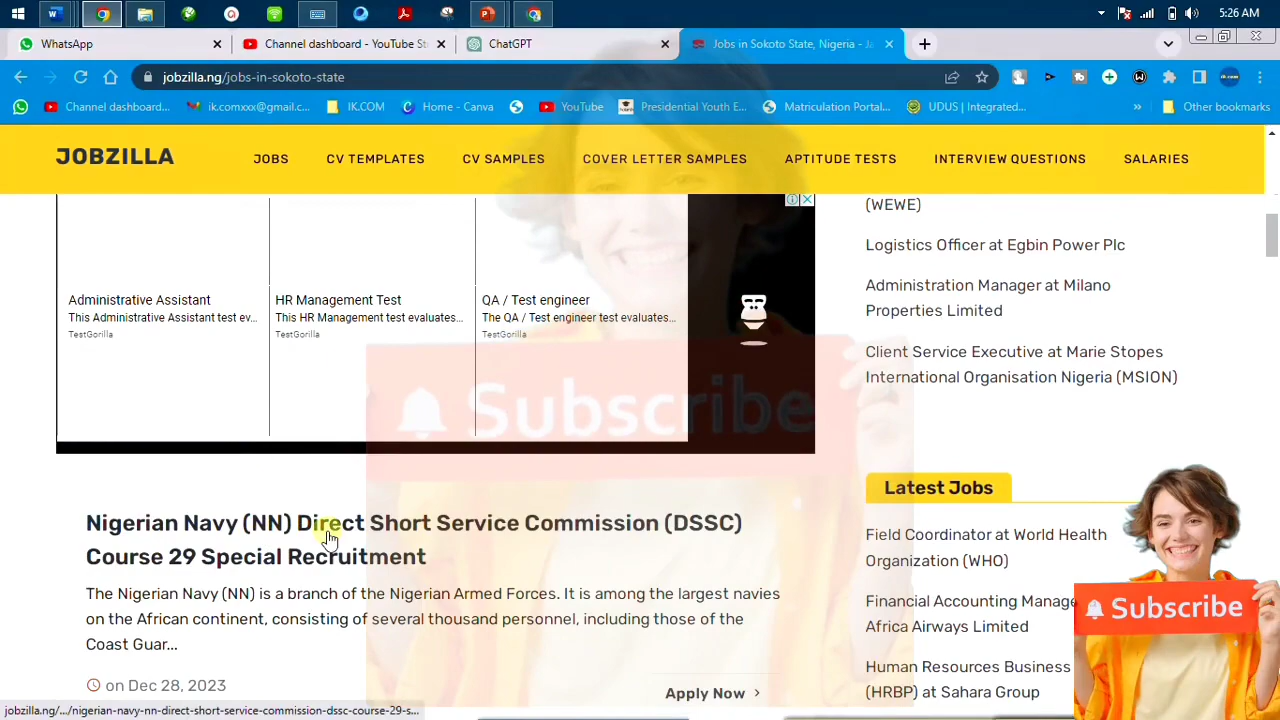 5:26 AM
WhatsApp
Channel dashboard - YouTube St
ChatGPT
Jobs in Sokoto State, Nigeria - Ja
jobzilla.ng/jobs-in-sokoto-state
Channel dashboard...
ik.comxxx@gmail.c...
IK.COM
Home - Canva
YouTube
Presidential Youth E...
Matriculation Portal...
UDUS | Integrated...
Other bookmarks
JOBZILLA
JOBS
CV TEMPLATES
CV SAMPLES
COVER LETTER SAMPLES
APTITUDE TESTS
INTERVIEW QUESTIONS
SALARIES
Administrative Assistant
This Administrative Assistant test ev...
TestGorilla
HR Management Test
This HR Management test evaluates...
TestGorilla
QA / Test engineer
The QA / Test engineer test evaluates...
TestGorilla
Subscribe
Nigerian Navy (NN) Direct Short Service Commission (DSSC)
Course 29 Special Recruitment
The Nigerian Navy (NN) is a branch of the Nigerian Armed Forces. It is among the largest navies
on the African continent, consisting of several thousand personnel, including those of the
Coast Guar...
on Dec 28, 2023
Apply Now
(WEWE)
Logistics Officer at Egbin Power Plc
Administration Manager at Milano
Properties Limited
Client Service Executive at Marie Stopes
International Organisation Nigeria (MSION)
Latest Jobs
Field Coordinator at World Health
Organization (WHO)
Financial Accounting Manage
Africa Airways Limited
Human Resources Business
(HRBP) at Sahara Group
Subscribe
jobzilla.ng/.../nigerian-navy-nn-direct-short-service-commission-dssc-course-29-s...